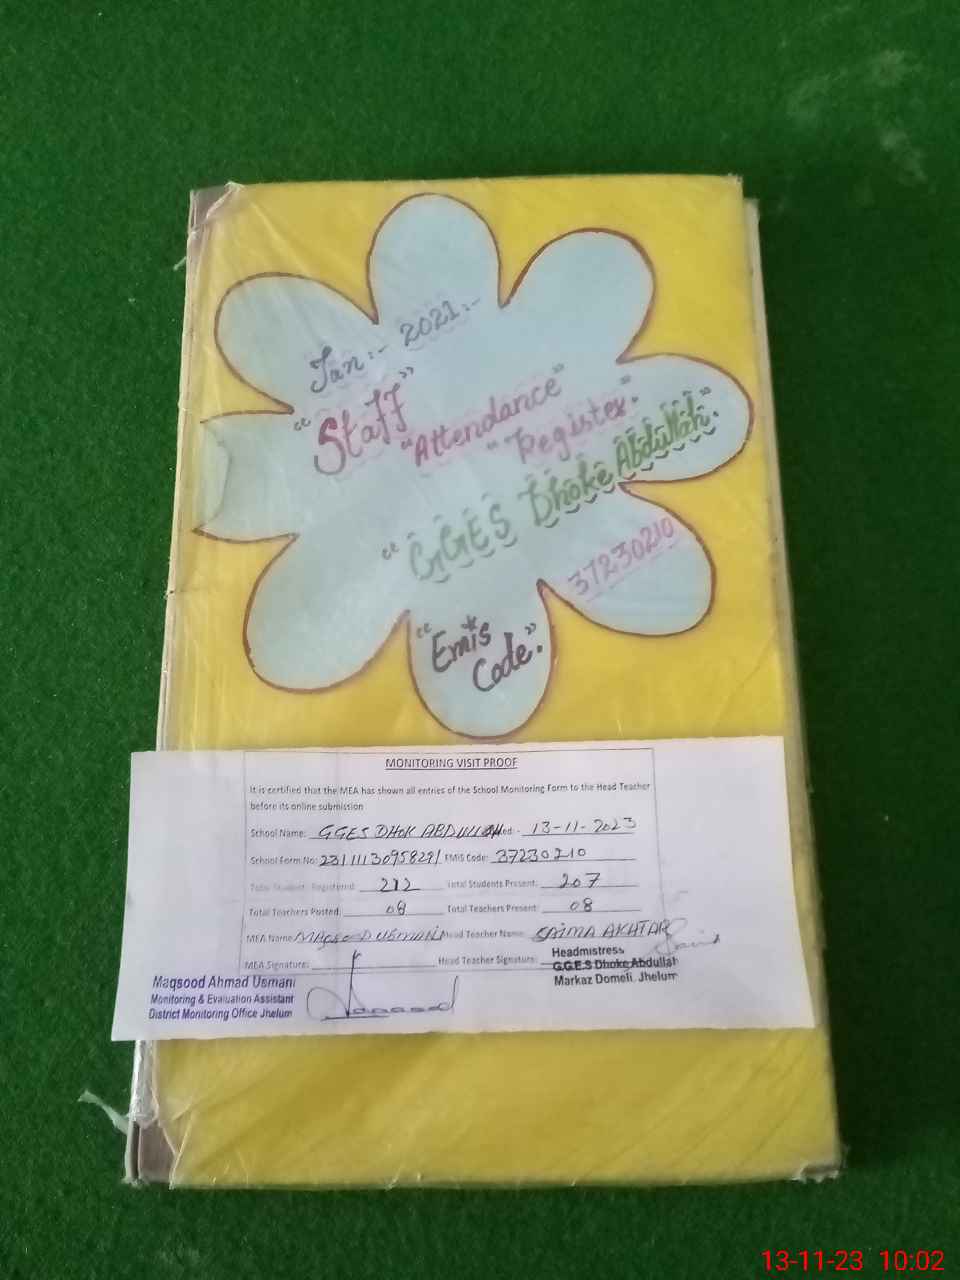 Jan:- 2021:-
"Staff"
"Attendance"
"Register".
"GGES Dhoke Abdullah".
37230210
"Emis
Code."
MONITORING VISIT PROOF
It is certified that the MEA has shown all entries of the School Monitoring Form to the Head Teacher
before its online submission
School Name: GGES DHOK ABDULLAH ed:- 13-11-2023
School Form No: 23111130958291 EMIS Code: 37230210
Total Student Registered: 212 Total Students Present: 207
Total Teachers Posted: 08 Total Teachers Present: 08
MEA Name: MAQSOOD USMANI Head Teacher Name: SAIMA AKHTAR
MEA Signature: Head Teacher Signature:
Headmistress
G.G.E.S Dhoke Abdullah
Markaz Domeli. Jhelum
Maqsood Ahmad Usmani
Monitoring & Evaluation Assistant
District Monitoring Office Jhelum
13-11-23 10:02